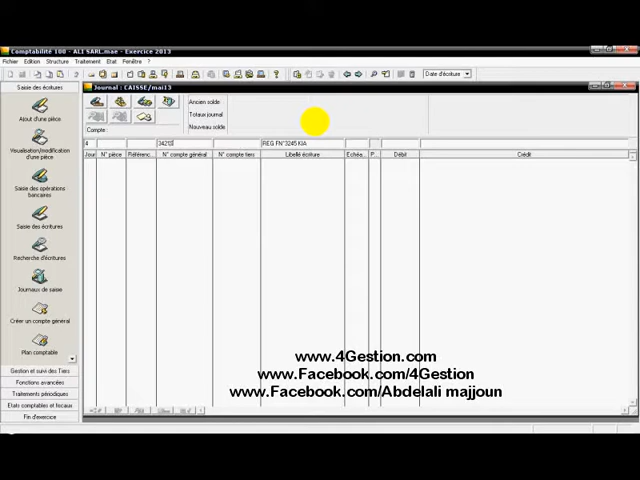 Comptabilité 100 - ALI SARL.mae - Exercice 2013
Fichier Edition Structure Traitement Etat Fenêtre ?
Date d'écriture
Saisie des écritures
Ajout d'une pièce
Visualisation/modification
d'une pièce
Saisie des opérations
bancaires
Saisie des écritures
Recherche d'écritures
Journaux de saisie
Créer un compte général
Plan comptable
Gestion et suivi des Tiers
Fonctions avancées
Traitements périodiques
Etats comptables et fiscaux
Fin d'exercice
Journal : CAISSE/mai13
Ancien solde
Totaux journal
Nouveau solde
Compte :
4 REG FN°3245 KIA
Jour N° pièce Référenc... N° compte général N° compte tiers Libellé écriture Echéa... P... Débit Crédit
www.4Gestion.com
www.Facebook.com/4Gestion
www.Facebook.com/Abdelali majjoun